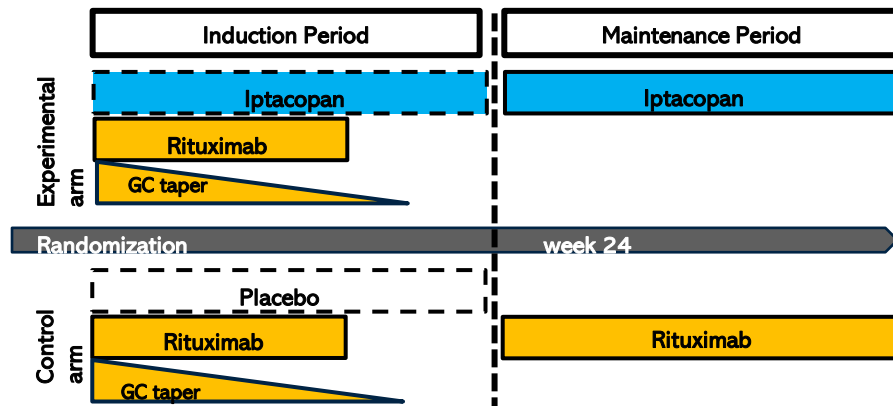 Induction Period
Maintenance Period
Experimental
arm
Iptacopan
Iptacopan
Rituximab
GC taper
Randomization
week 24
Control
arm
Placebo
Rituximab
Rituximab
GC taper